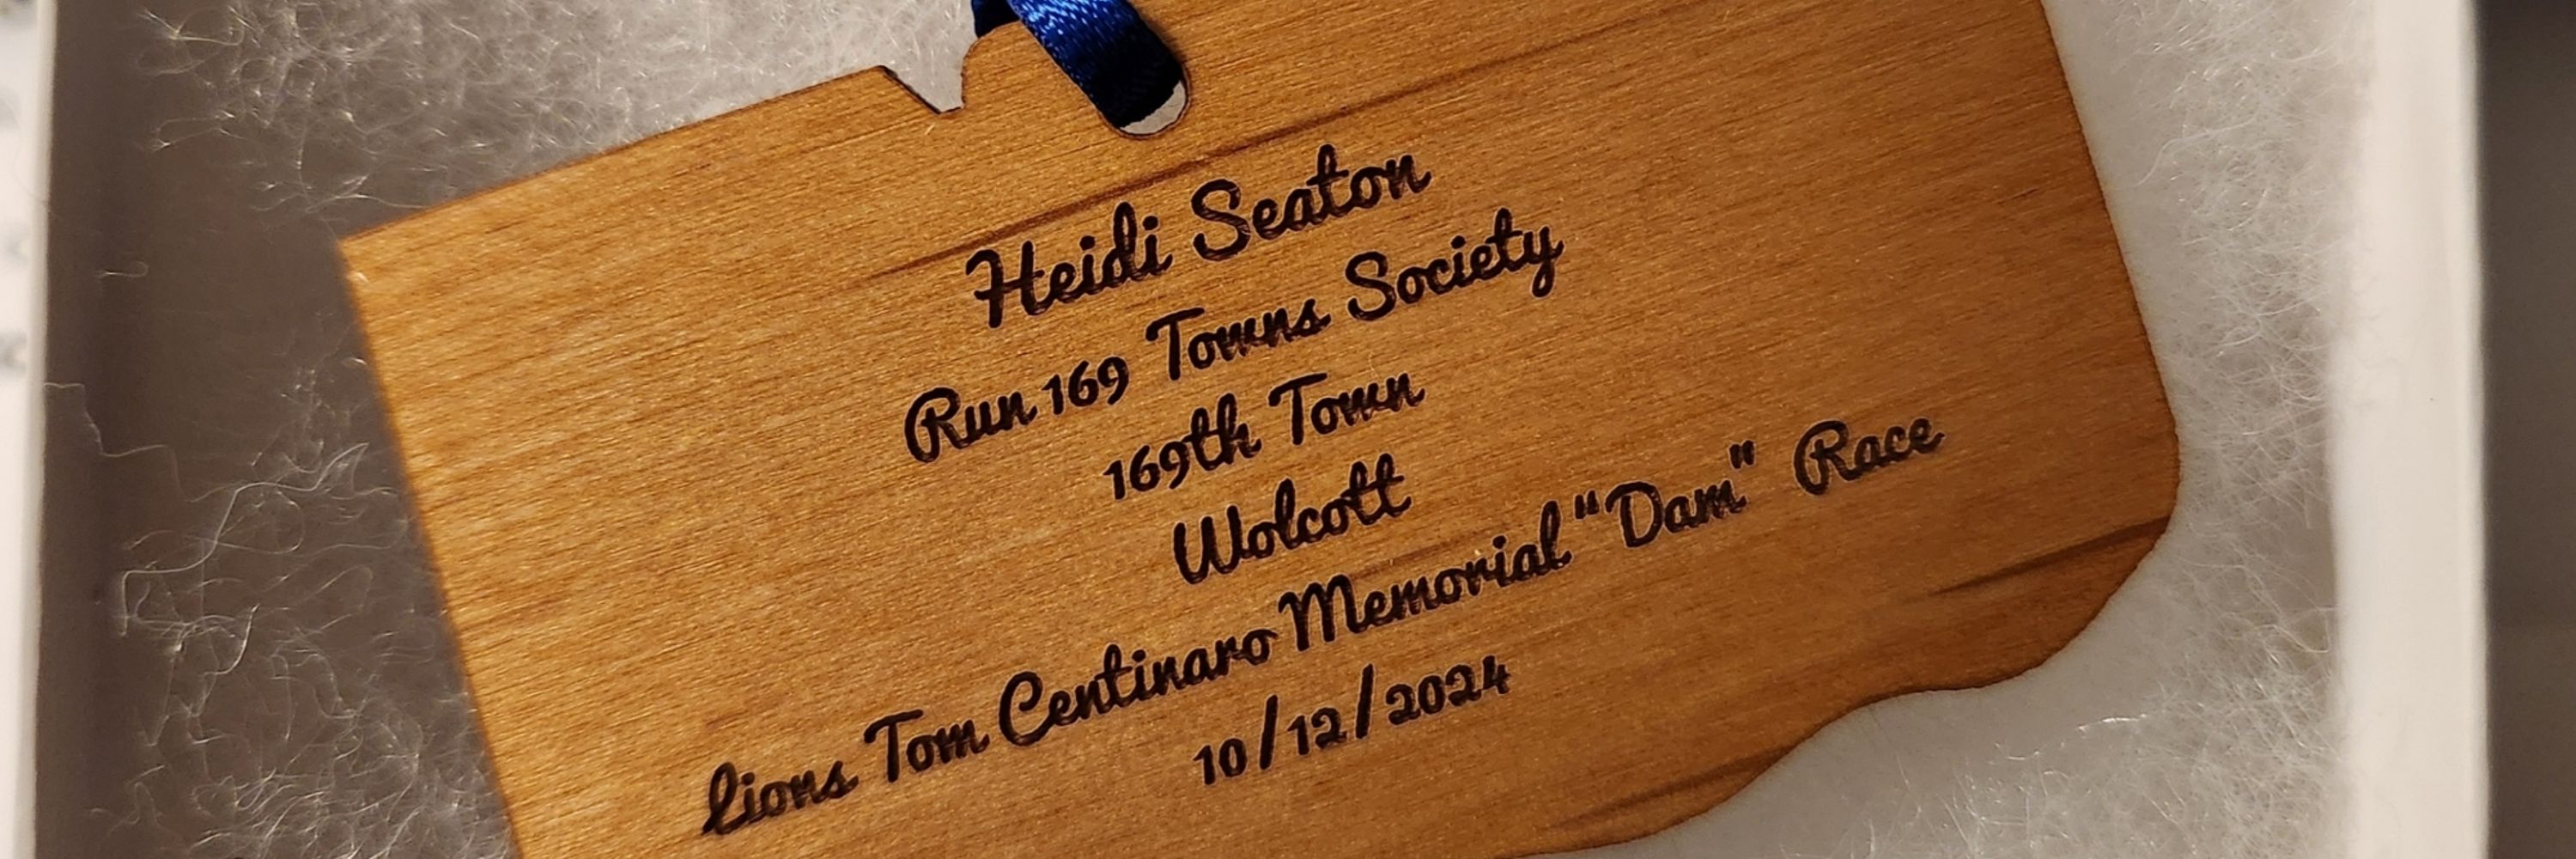 Heidi Seaton
Run 169 Towns Society
169th Town
Wolcott
Lions Tom Centinaro Memorial "Dam" Race
10/12/2024